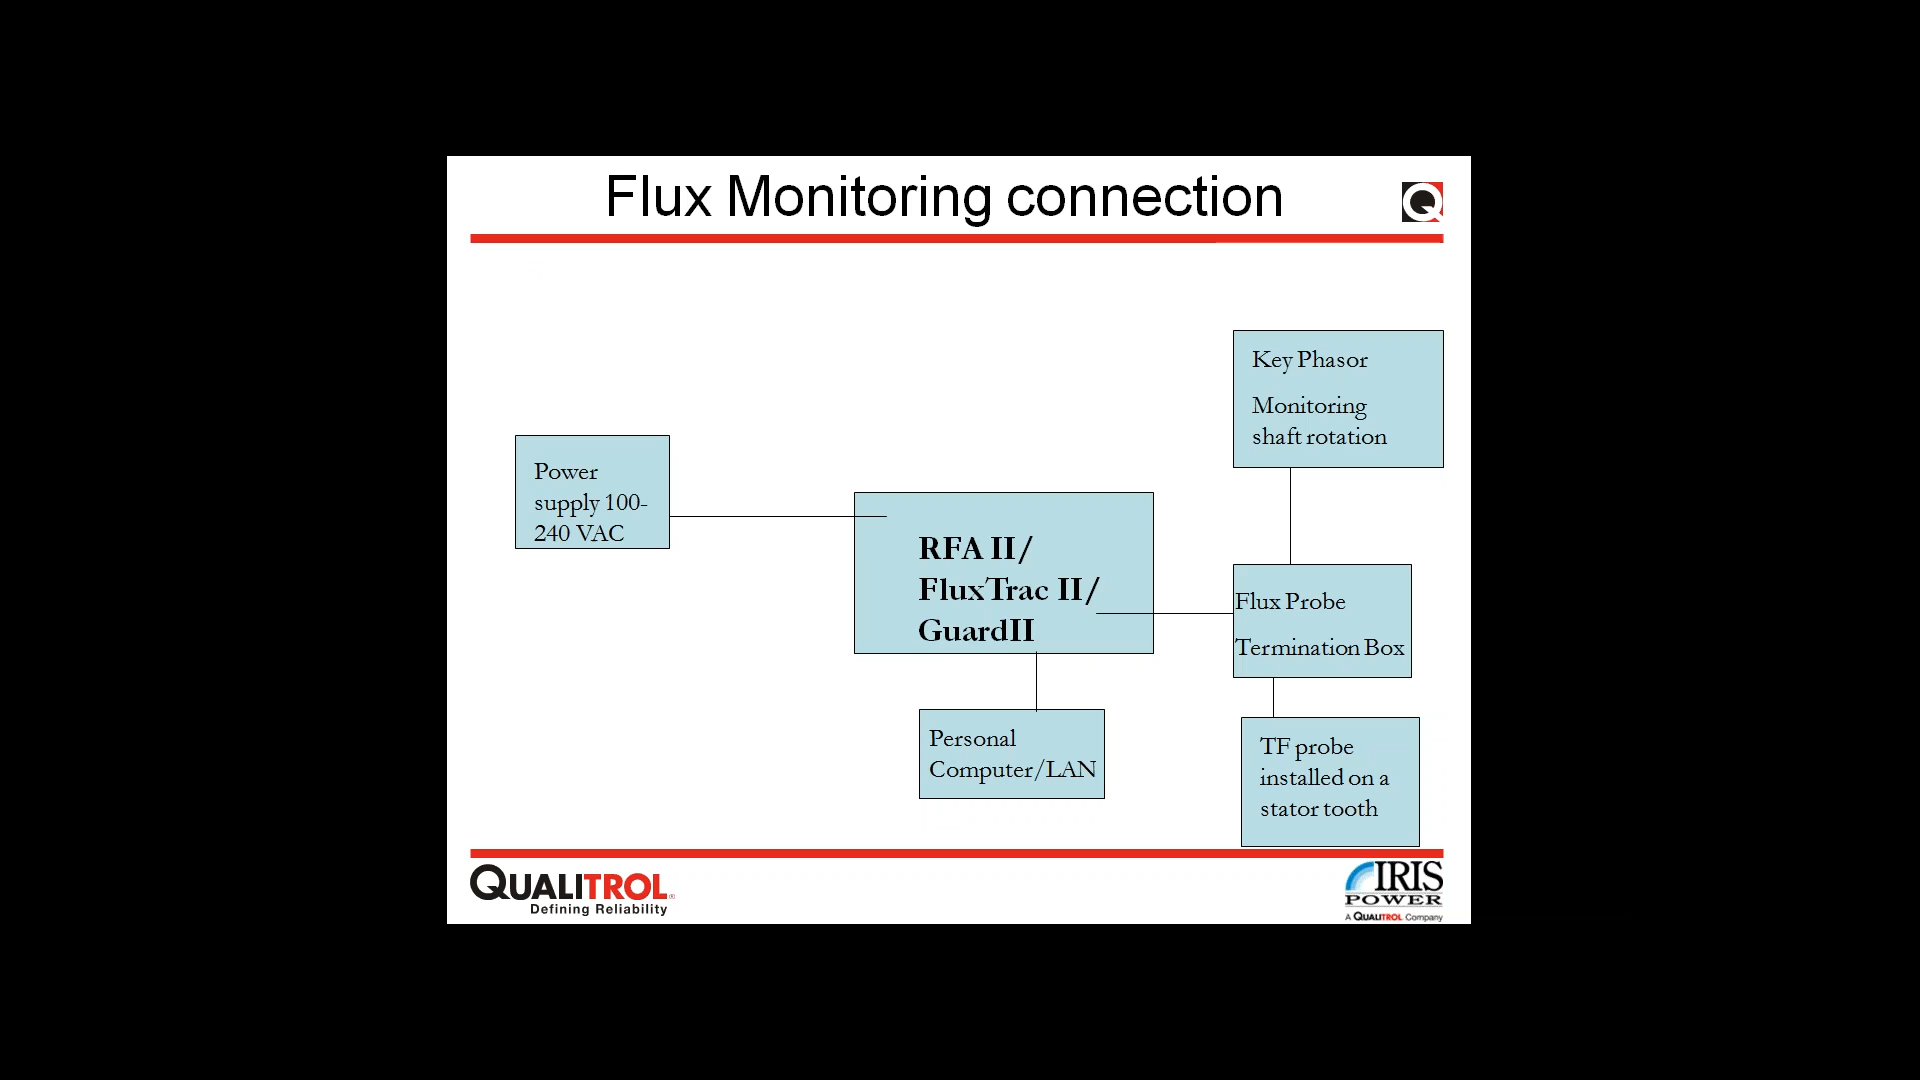 Flux Monitoring connection
Q
Key Phasor
Monitoring
shaft rotation
Power
supply 100-
240 VAC
RFA II/
FluxTrac II/
GuardII
Flux Probe
Termination Box
Personal
Computer/LAN
TF probe
installed on a
stator tooth
QUALITROL®
Defining Reliability
IRIS
POWER
A QUALITROL Company